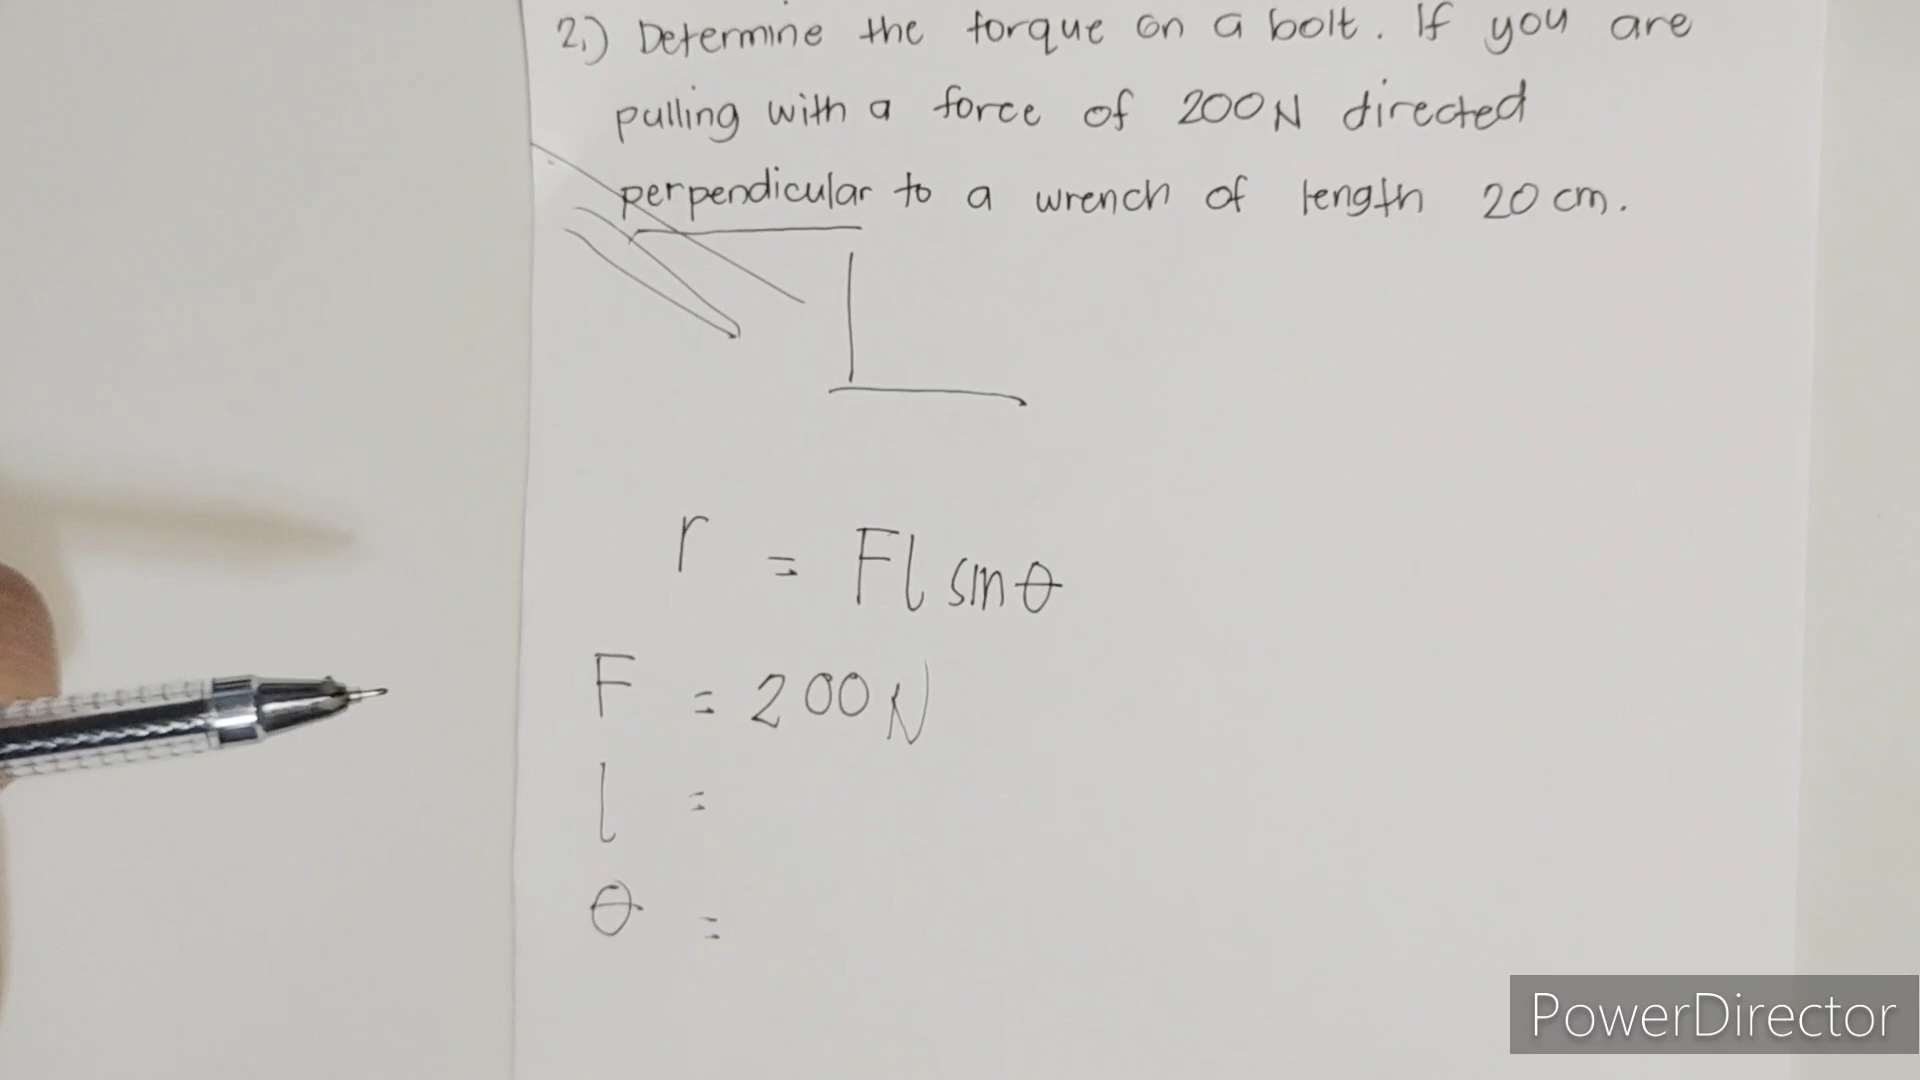 2.) Determine the torque on a bolt. If you are
pulling with a force of 200N directed
perpendicular to a wrench of length 20 cm.
r = Fl sinθ
F = 200N
l =
θ =
PowerDirector